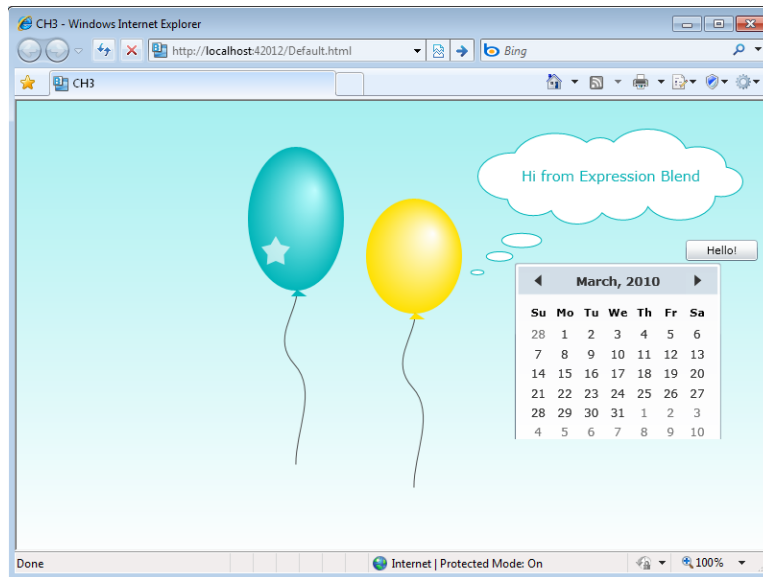 CH3 - Windows Internet Explorer
http://localhost:42012/Default.html
Bing
CH3
Hi from Expression Blend
Hello!
March, 2010
Su Mo Tu We Th Fr Sa
28 1 2 3 4 5 6
7 8 9 10 11 12 13
14 15 16 17 18 19 20
21 22 23 24 25 26 27
28 29 30 31 1 2 3
4 5 6 7 8 9 10
Done
Internet | Protected Mode: On
100%